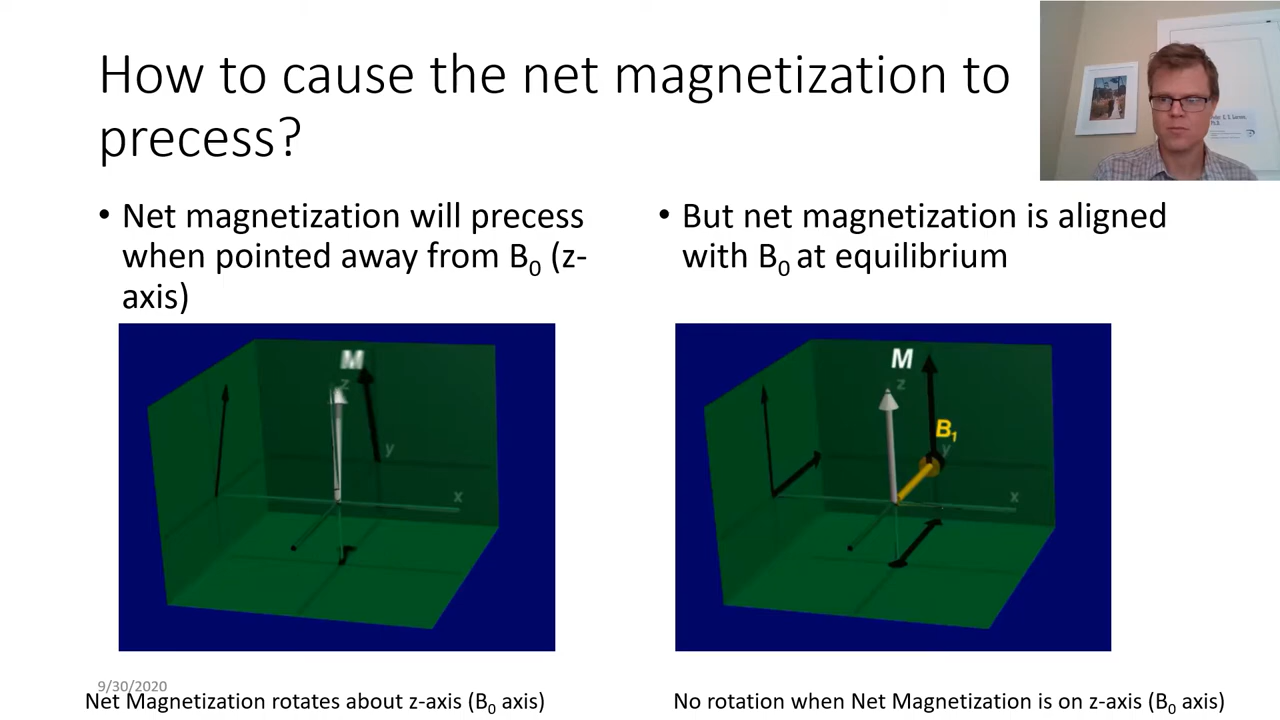 How to cause the net magnetization to
precess?
• Net magnetization will precess
when pointed away from B₀ (z-
axis)
• But net magnetization is aligned
with B₀ at equilibrium
M
z
y
x
M
z
B₁
y
x
9/30/2020
Net Magnetization rotates about z-axis (B₀ axis)
No rotation when Net Magnetization is on z-axis (B₀ axis)